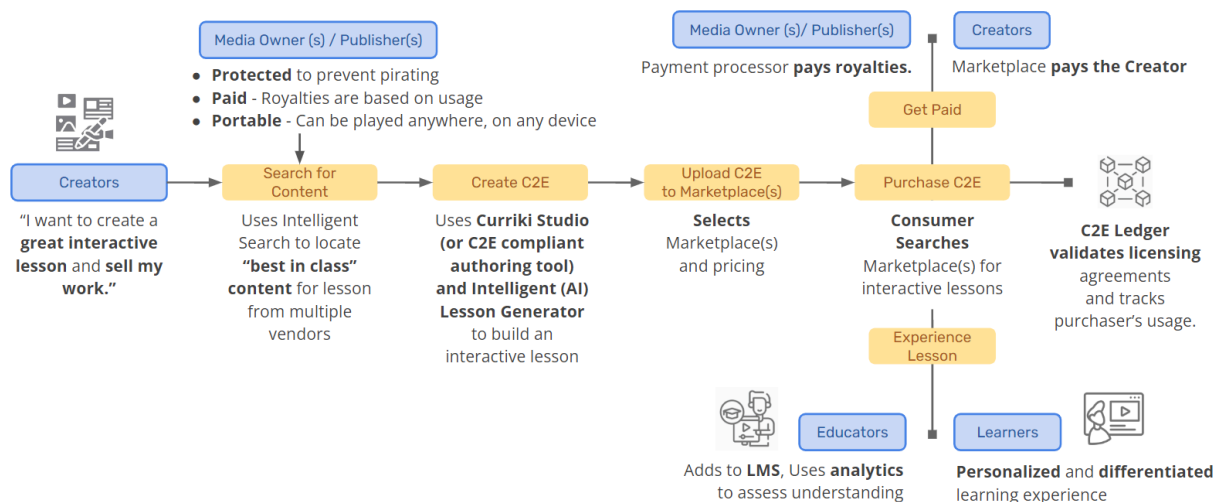 Media Owner (s) / Publisher(s)
● Protected to prevent pirating
● Paid - Royalties are based on usage
● Portable - Can be played anywhere, on any device
Media Owner (s)/ Publisher(s)
Payment processor pays royalties.
Creators
Marketplace pays the Creator
Get Paid
Creators
“I want to create a
great interactive
lesson and sell my
work.”
Search for
Content
Uses Intelligent
Search to locate
“best in class”
content for lesson
from multiple
vendors
Create C2E
Uses Curriki Studio
(or C2E compliant
authoring tool)
and Intelligent (AI)
Lesson Generator
to build an
interactive lesson
Upload C2E
to Marketplace(s)
Selects
Marketplace(s)
and pricing
Purchase C2E
Consumer
Searches
Marketplace(s) for
interactive lessons
C2E Ledger
validates licensing
agreements
and tracks
purchaser’s usage.
Experience
Lesson
Educators
Adds to LMS, Uses analytics
to assess understanding
Learners
Personalized and differentiated
learning experience